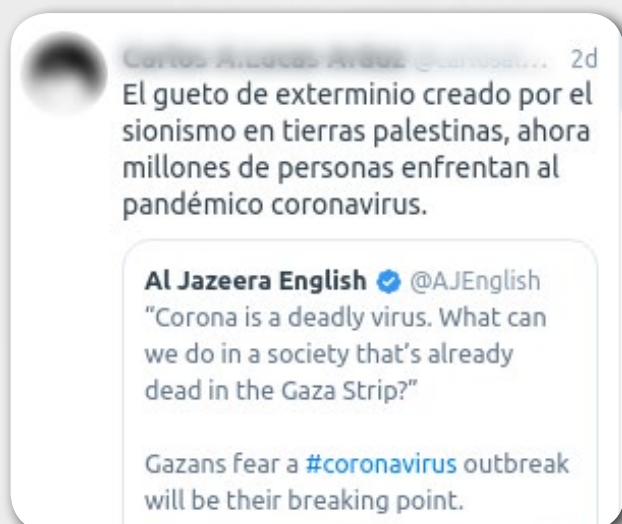 2d
El gueto de exterminio creado por el
sionismo en tierras palestinas, ahora
millones de personas enfrentan al
pandémico coronavirus.
Al Jazeera English @AJEnglish
“Corona is a deadly virus. What can
we do in a society that’s already
dead in the Gaza Strip?”
Gazans fear a #coronavirus outbreak
will be their breaking point.